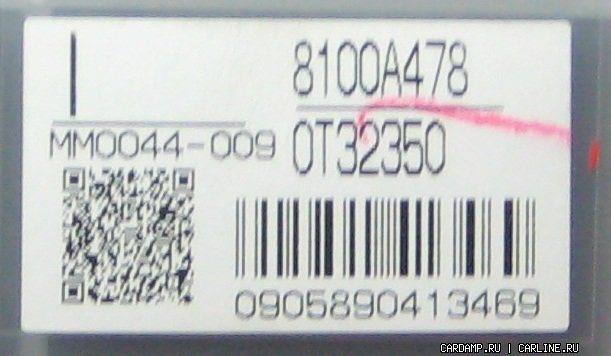 |
8100A478
MM0044-009
0T32350
0905890413469
CARDAMP.RU | CARLINE.RU